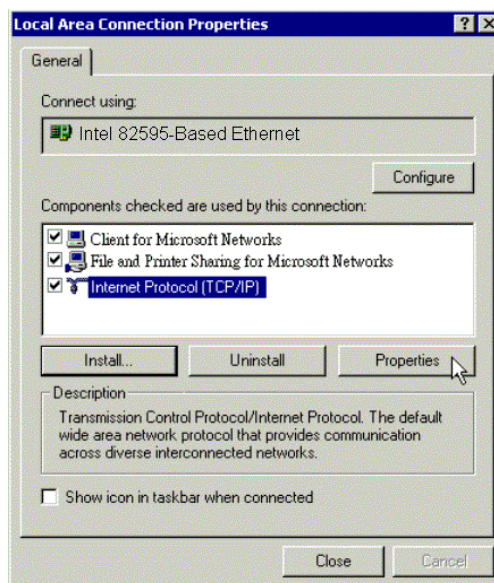 Local Area Connection Properties
General
Connect using:
Intel 82595-Based Ethernet
Configure
Components checked are used by this connection:
Client for Microsoft Networks
File and Printer Sharing for Microsoft Networks
Internet Protocol (TCP/IP)
Install... Uninstall Properties
Description
Transmission Control Protocol/Internet Protocol. The default
wide area network protocol that provides communication
across diverse interconnected networks.
Show icon in taskbar when connected
Close Cancel